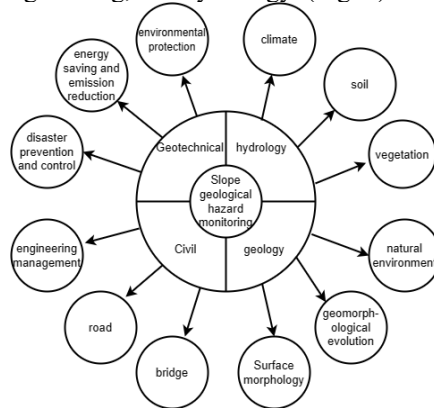 environmental
protection
climate
energy
saving and
emission
reduction
soil
disaster
prevention
and control
Geotechnical
hydrology
vegetation
Slope
geological
hazard
monitoring
engineering
management
Civil
geology
natural
environment
road
geomorph-
ological
evolution
bridge
Surface
morphology